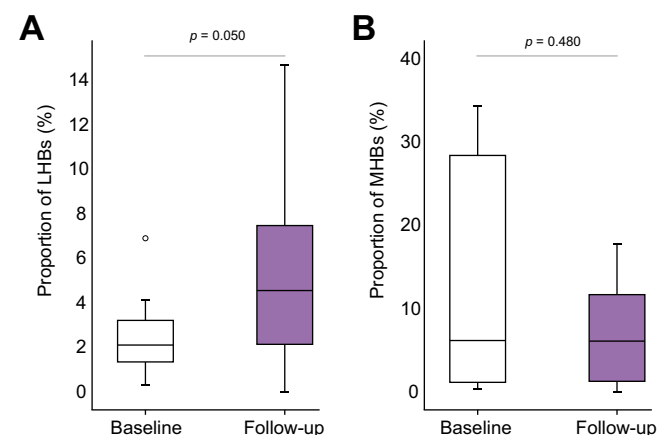 A
p = 0.050
Proportion of LHBs (%)
14
12
10
8
6
4
2
0
Baseline Follow-up
B
p = 0.480
Proportion of MHBs (%)
40
30
20
10
0
Baseline Follow-up